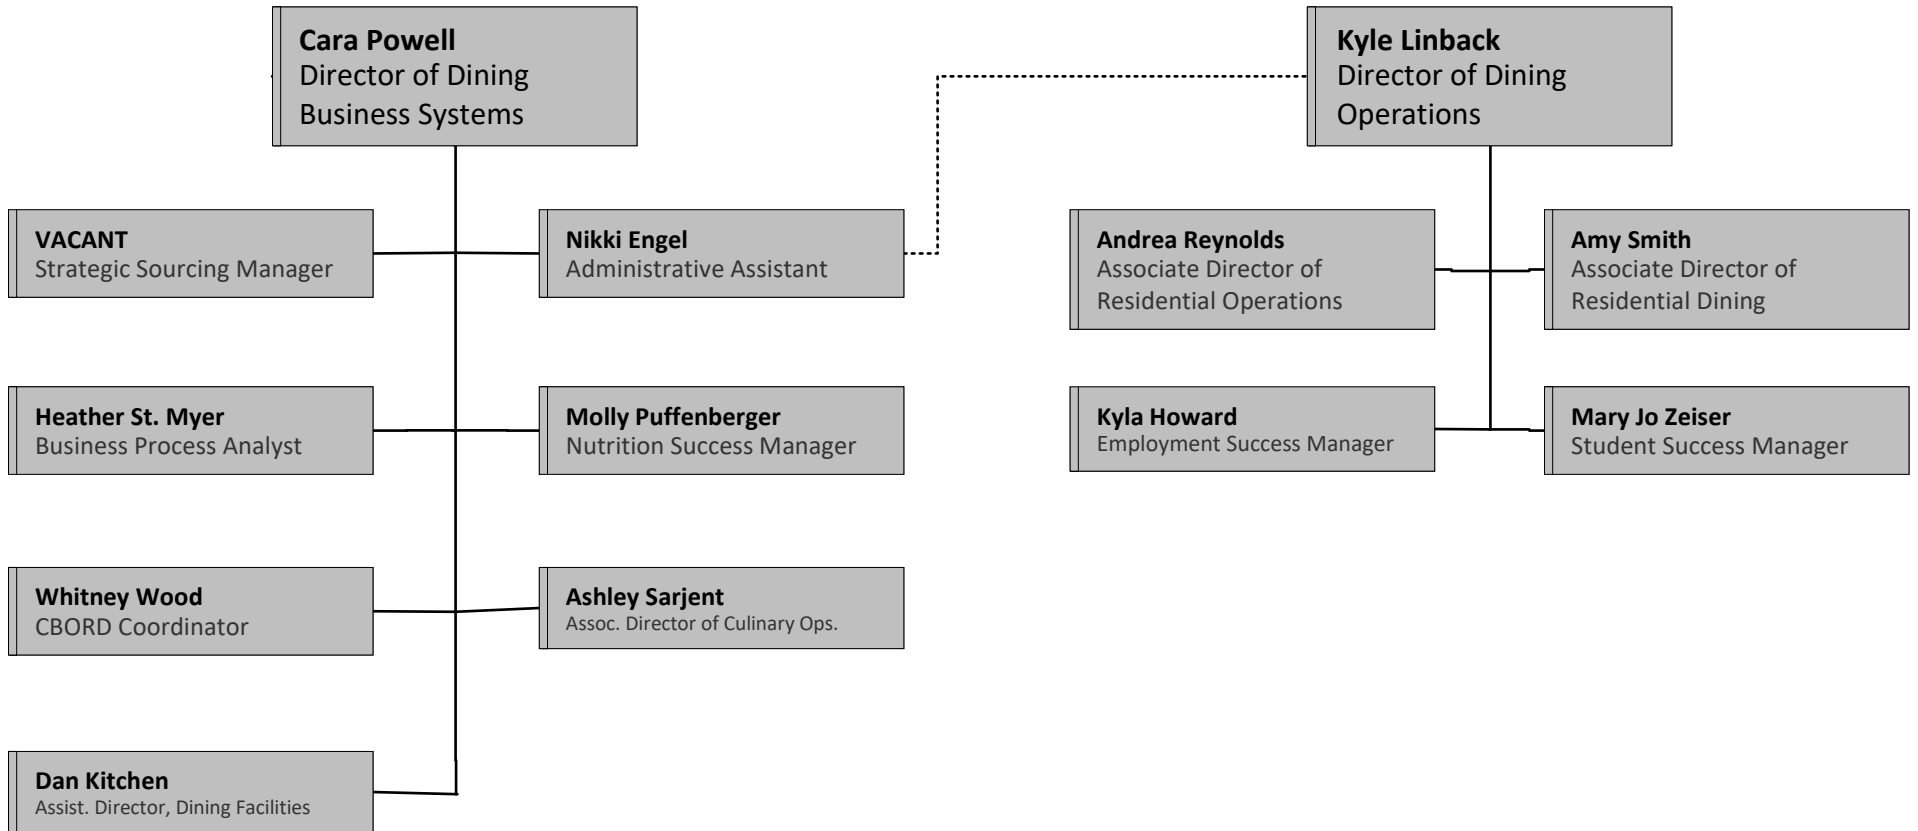 Cara Powell
Director of Dining
Business Systems
Kyle Linback
Director of Dining
Operations
VACANT
Strategic Sourcing Manager
Nikki Engel
Administrative Assistant
Andrea Reynolds
Associate Director of
Residential Operations
Amy Smith
Associate Director of
Residential Dining
Heather St. Myer
Business Process Analyst
Molly Puffenberger
Nutrition Success Manager
Kyla Howard
Employment Success Manager
Mary Jo Zeiser
Student Success Manager
Whitney Wood
CBORD Coordinator
Ashley Sarjent
Assoc. Director of Culinary Ops.
Dan Kitchen
Assist. Director, Dining Facilities